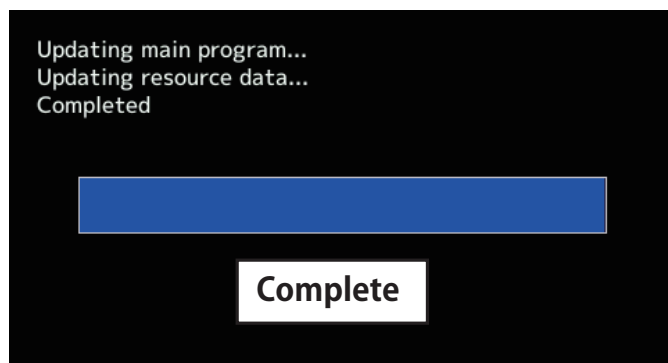 Updating main program...
Updating resource data...
Completed
Complete